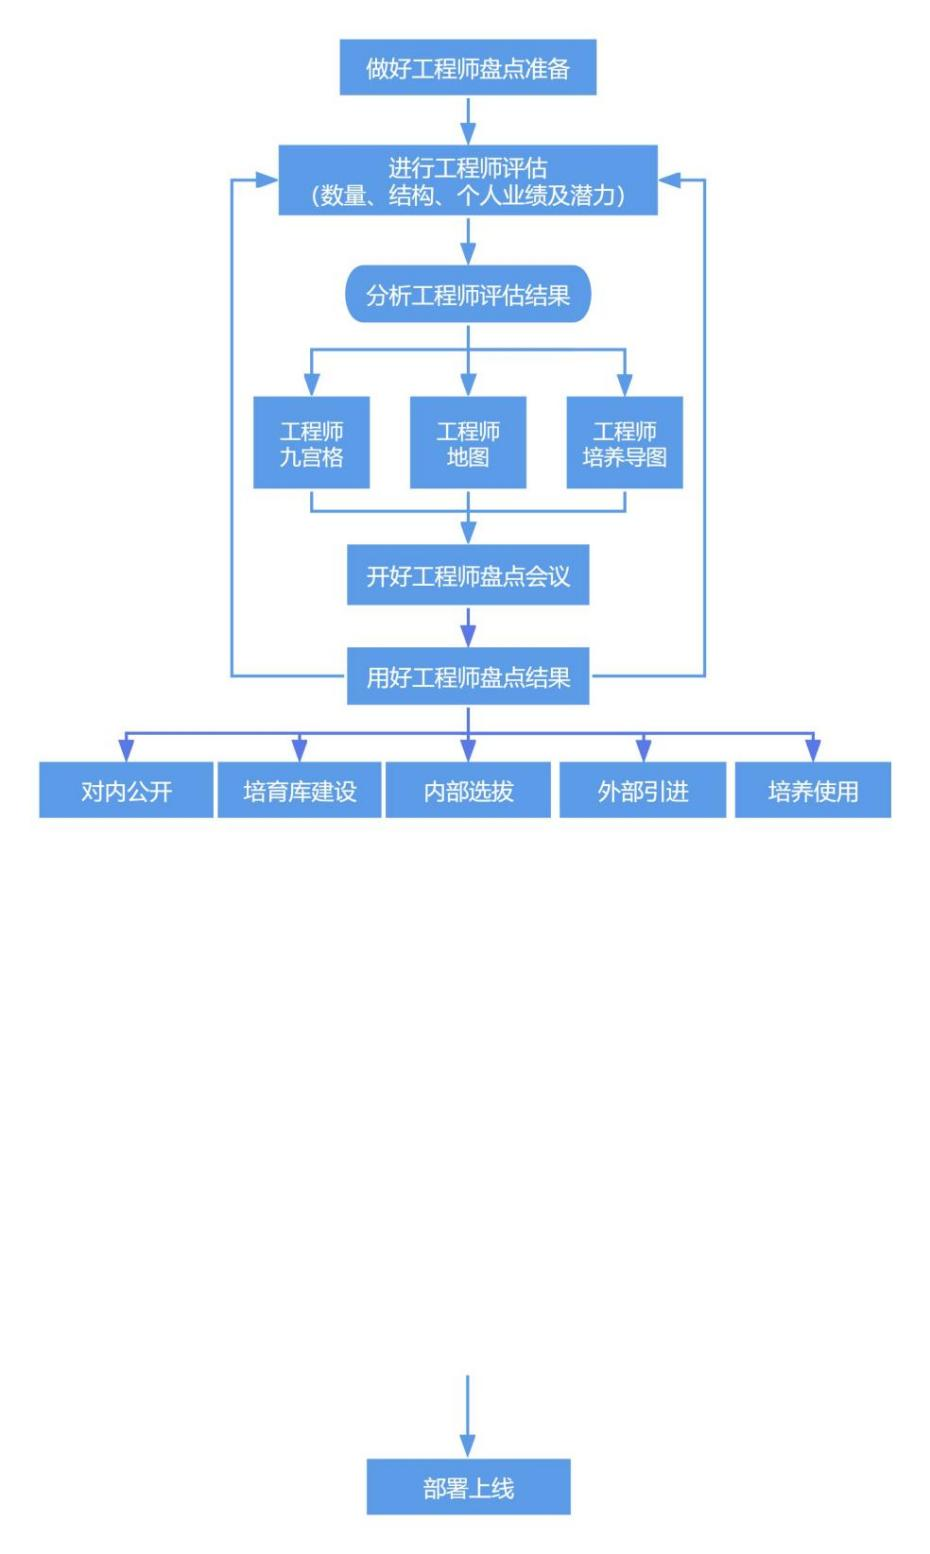 做好工程师盘点准备
进行工程师评估
（数量、结构、个人业绩及潜力）
分析工程师评估结果
工程师
九宫格
工程师
地图
工程师
培养导图
开好工程师盘点会议
用好工程师盘点结果
对内公开
培育库建设
内部选拔
外部引进
培养使用
部署上线